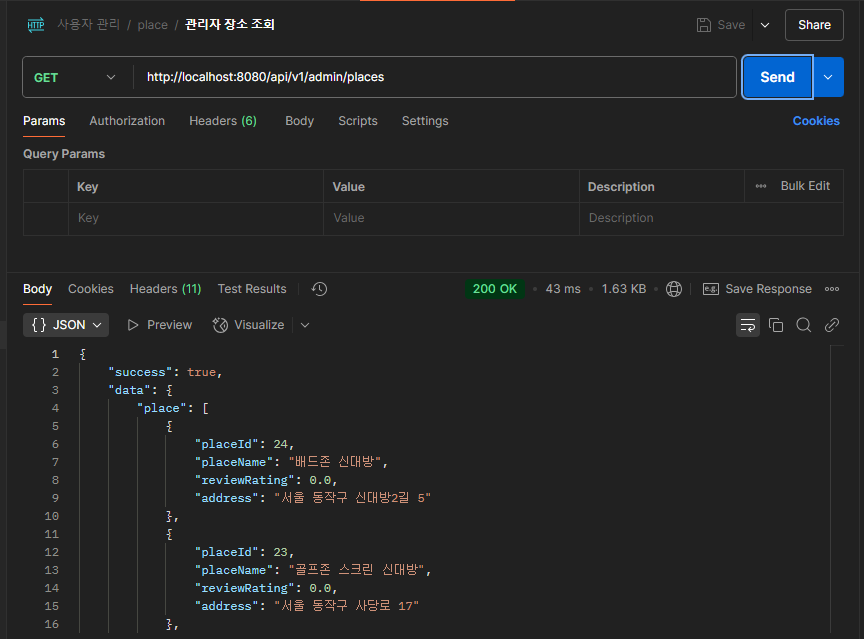 HTTP 사용자 관리 / place / 관리자 장소 조회 Save Share
GET http://localhost:8080/api/v1/admin/places Send
Params Authorization Headers (6) Body Scripts Settings Cookies
Query Params
Key Value Description ••• Bulk Edit
Key Value Description
Body Cookies Headers (11) Test Results 200 OK • 43 ms • 1.63 KB • e.g. Save Response •••
{} JSON Preview Visualize
1 {
2 "success": true,
3 "data": {
4 "place": [
5 {
6 "placeId": 24,
7 "placeName": "배드존 신대방",
8 "reviewRating": 0.0,
9 "address": "서울 동작구 신대방2길 5"
10 },
11 {
12 "placeId": 23,
13 "placeName": "골프존 스크린 신대방",
14 "reviewRating": 0.0,
15 "address": "서울 동작구 사당로 17"
16 },